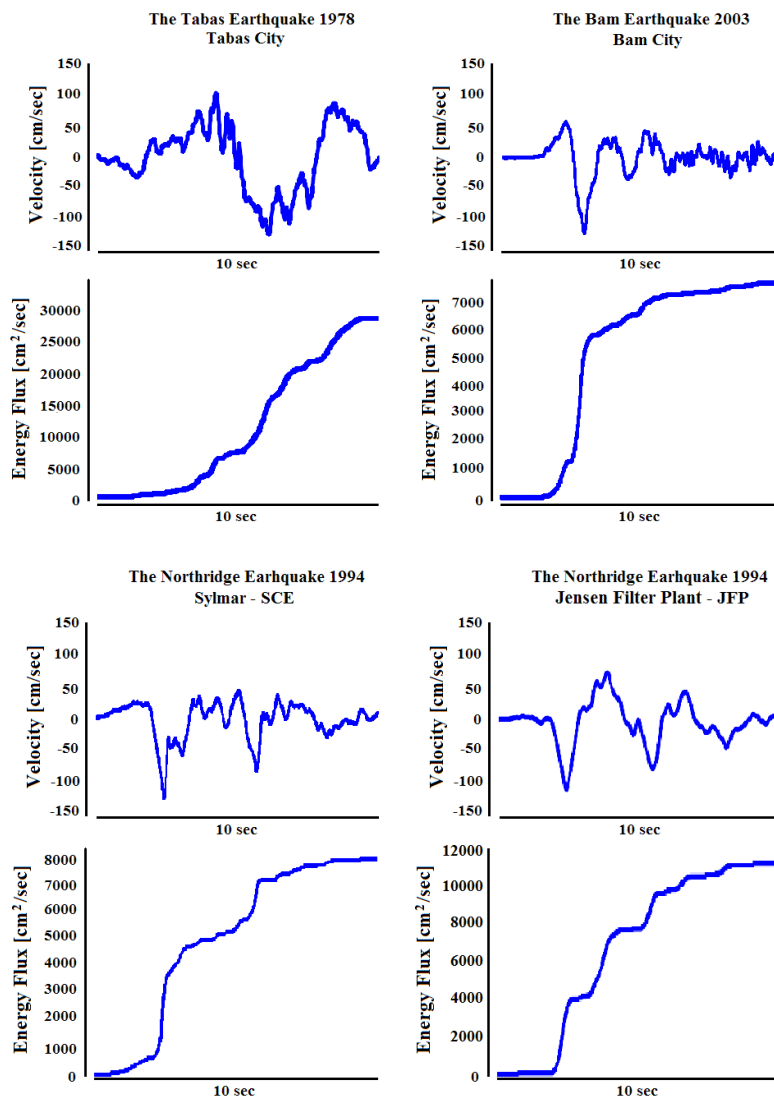 The Tabas Earthquake 1978
Tabas City
150
100
50
0
-50
-100
-150
Velocity [cm/sec]
10 sec
30000
25000
20000
15000
10000
5000
0
Energy Flux [cm²/sec]
10 sec
The Bam Earthquake 2003
Bam City
150
100
50
0
-50
-100
-150
Velocity [cm/sec]
10 sec
7000
6000
5000
4000
3000
2000
1000
0
Energy Flux [cm²/sec]
10 sec
The Northridge Earhquake 1994
Sylmar - SCE
150
100
50
0
-50
-100
-150
Velocity [cm/sec]
10 sec
8000
7000
6000
5000
4000
3000
2000
1000
0
Energy Flux [cm²/sec]
10 sec
The Northridge Earhquake 1994
Jensen Filter Plant - JFP
150
100
50
0
-50
-100
-150
Velocity [cm/sec]
10 sec
12000
10000
8000
6000
4000
2000
0
Energy Flux [cm²/sec]
10 sec